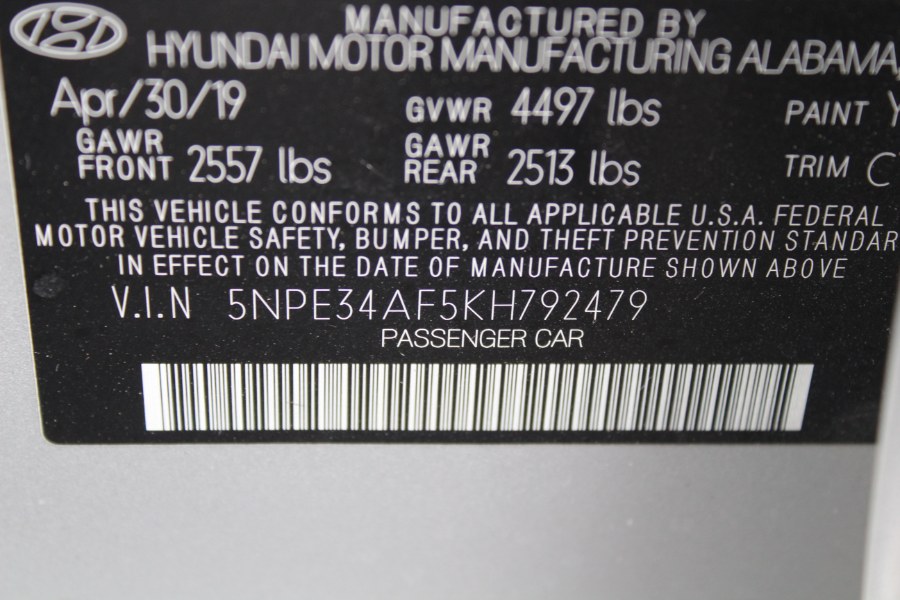 MANUFACTURED BY
HYUNDAI MOTOR MANUFACTURING ALABAMA,
Apr/30/19 GVWR 4497 lbs PAINT Y
GAWR FRONT 2557 lbs GAWR REAR 2513 lbs TRIM C
THIS VEHICLE CONFORMS TO ALL APPLICABLE U.S.A. FEDERAL
MOTOR VEHICLE SAFETY, BUMPER, AND THEFT PREVENTION STANDAR
IN EFFECT ON THE DATE OF MANUFACTURE SHOWN ABOVE
V.I.N 5NPE34AF5KH792479
PASSENGER CAR